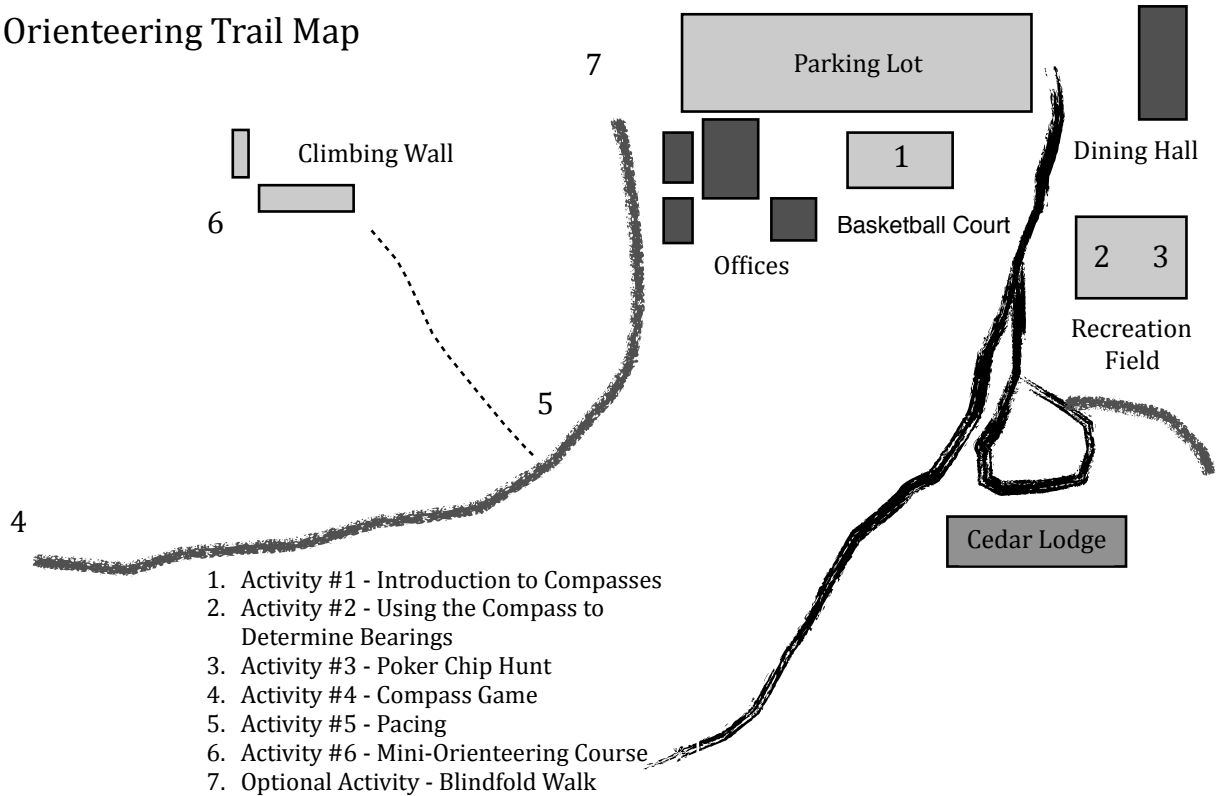 Orienteering Trail Map
7
Parking Lot
Climbing Wall
1
Dining Hall
6
Basketball Court
Offices
2 3
Recreation
Field
5
4
Cedar Lodge
1. Activity #1 - Introduction to Compasses
2. Activity #2 - Using the Compass to
Determine Bearings
3. Activity #3 - Poker Chip Hunt
4. Activity #4 - Compass Game
5. Activity #5 - Pacing
6. Activity #6 - Mini-Orienteering Course
7. Optional Activity - Blindfold Walk